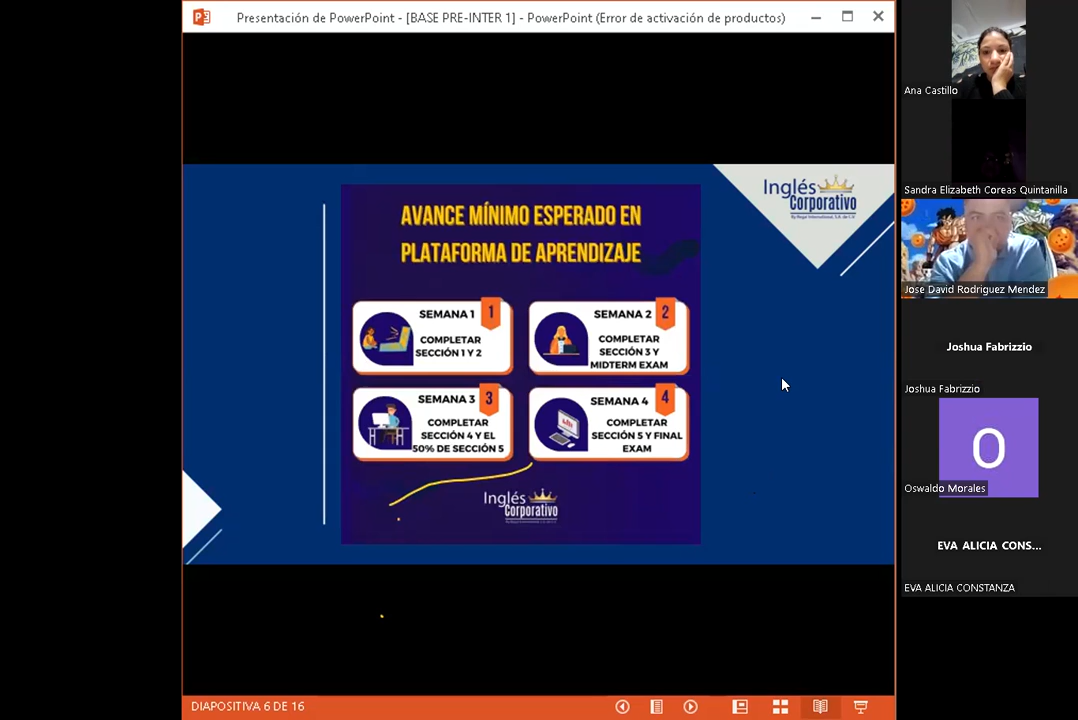 Presentación de PowerPoint - [BASE PRE-INTER 1] - PowerPoint (Error de activación de productos)
Inglés
Corporativo
By Regal International, S.A. de C.V.
AVANCE MÍNIMO ESPERADO EN
PLATAFORMA DE APRENDIZAJE
SEMANA 1
1
COMPLETAR
SECCIÓN 1 Y 2
SEMANA 2
2
COMPLETAR
SECCIÓN 3 Y
MIDTERM EXAM
SEMANA 3
3
COMPLETAR
SECCIÓN 4 Y EL
50% DE SECCIÓN 5
SEMANA 4
4
COMPLETAR
SECCIÓN 5 Y FINAL
EXAM
Inglés
Corporativo
DIAPOSITIVA 6 DE 16
Ana Castillo
Sandra Elizabeth Coreas Quintanilla
Jose David Rodriguez Mendez
Joshua Fabrizzio
Joshua Fabrizzio
O
Oswaldo Morales
EVA ALICIA CONS...
EVA ALICIA CONSTANZA